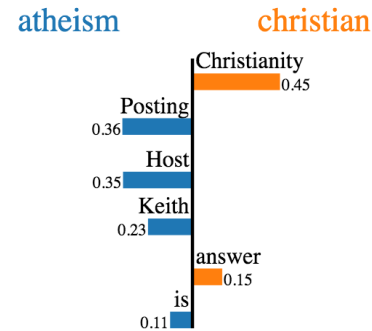 atheism christian
Christianity
0.45
Posting
0.36
Host
0.35
Keith
0.23
answer
0.15
is
0.11